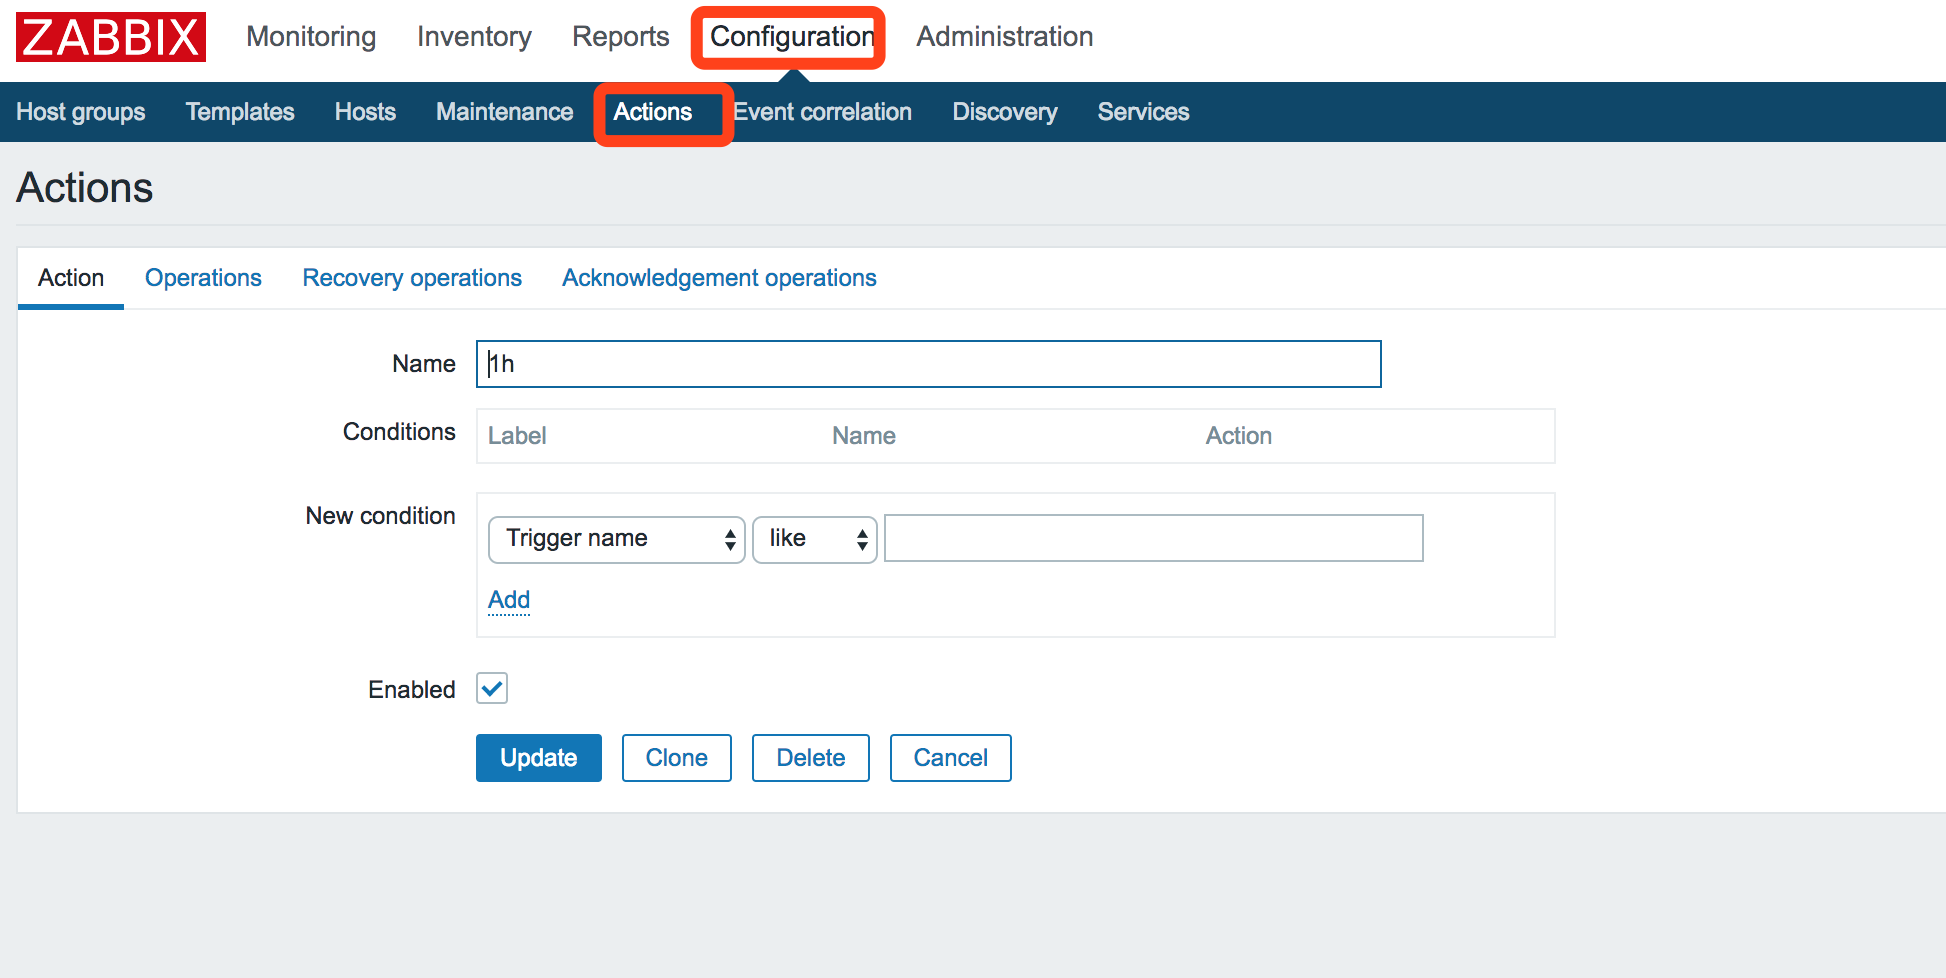 ZABBIX Monitoring Inventory Reports Configuration Administration
Host groups Templates Hosts Maintenance Actions Event correlation Discovery Services
Actions
Action Operations Recovery operations Acknowledgement operations
Name 1h
Conditions Label Name Action
New condition Trigger name like
Add
Enabled
Update Clone Delete Cancel